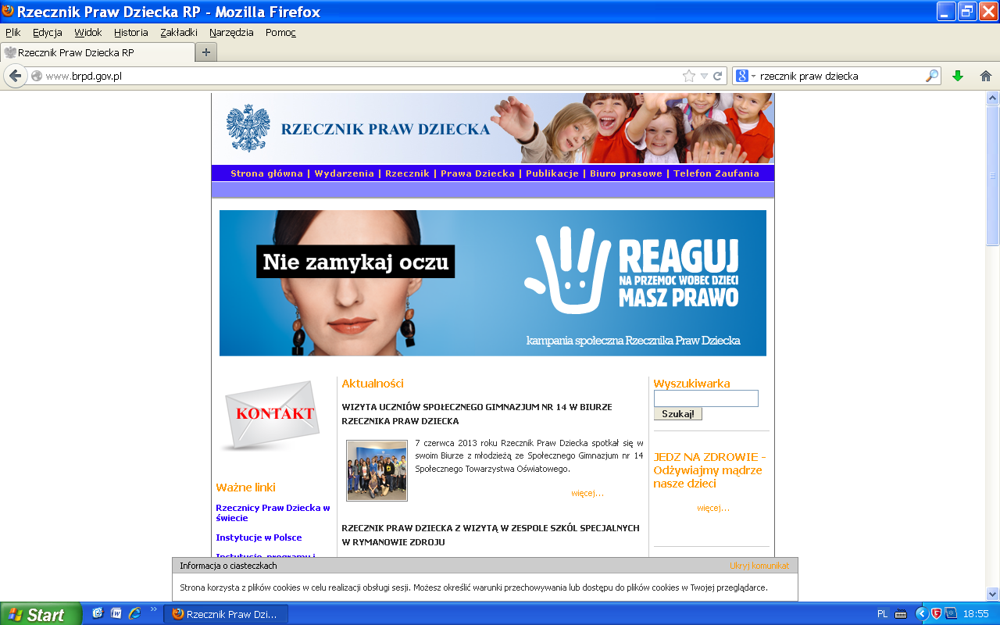 Rzecznik Praw Dziecka RP - Mozilla Firefox
Plik Edycja Widok Historia Zakładki Narzędzia Pomoc
Rzecznik Praw Dziecka RP
www.brpd.gov.pl
rzecznik praw dziecka
RZECZNIK PRAW DZIECKA
Strona główna | Wydarzenia | Rzecznik | Prawa Dziecka | Publikacje | Biuro prasowe | Telefon Zaufania
Nie zamykaj oczu
REAGUJ
NA PRZEMOC WOBEC DZIECI
MASZ PRAWO
kampania społeczna Rzecznika Praw Dziecka
KONTAKT
Ważne linki
Rzecznicy Praw Dziecka w
świecie
Instytucje w Polsce
Instytucje, programy i
Aktualności
WIZYTA UCZNIÓW SPOŁECZNEGO GIMNAZJUM NR 14 W BIURZE
RZECZNIKA PRAW DZIECKA
7 czerwca 2013 roku Rzecznik Praw Dziecka spotkał się w
swoim Biurze z młodzieżą ze Społecznego Gimnazjum nr 14
Społecznego Towarzystwa Oświatowego.
więcej...
RZECZNIK PRAW DZIECKA Z WIZYTĄ W ZESPOLE SZKÓL SPECJALNYCH
W RYMANOWIE ZDROJU
Wyszukiwarka
Szukaj!
JEDZ NA ZDROWIE -
Odżywiajmy mądrze
nasze dzieci
więcej...
Informacja o ciasteczkach
Ukryj komunikat
Strona korzysta z plików cookies w celu realizacji obsługi sesji. Możesz określić warunki przechowywania lub dostępu do plików cookies w Twojej przeglądarce.
Start
Rzecznik Praw Dzi...
PL
18:55